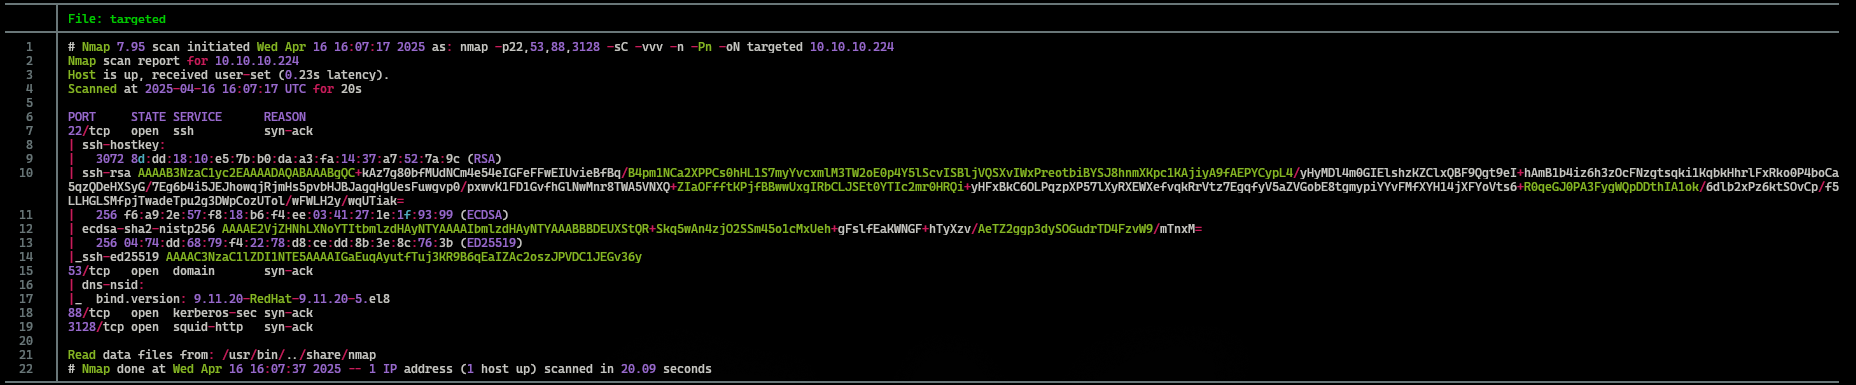 File: targeted
1 # Nmap 7.95 scan initiated Wed Apr 16 16:07:17 2025 as: nmap -p22,53,88,3128 -sC -vvv -n -Pn -oN targeted 10.10.10.224
2 Nmap scan report for 10.10.10.224
3 Host is up, received user-set (0.23s latency).
4 Scanned at 2025-04-16 16:07:17 UTC for 20s
5
6 PORT     STATE SERVICE      REASON
7 22/tcp   open  ssh          syn-ack
8 | ssh-hostkey:
9 |   3072 8d:dd:18:10:e5:7b:b0:da:a3:fa:14:37:a7:52:7a:9c (RSA)
10 | ssh-rsa AAAAB3NzaC1yc2EAAAADAQABAAABgQC+kAz7g80bfMUdNCm4e54eIGFeFFwEIUvieBfBq/B4pm1NCa2XPPCs0hHL1S7myYvcxmlM3TW2oE0p4Y5lScvISBljVQSXvIWxPreotbiBYSJ8hnmXKpc1KAjiyA9fAEPYCypL4/yHyMDl4m0GIElshzKZClxQBF9Qgt9eI+hAmB1b4iz6h3zOcFNzgtsqki1KqbkHhrlFxRko0P4boCa
5qzQDeHXSyG/7Eg6b4i5JEJhowqjRjmHs5pvbHJBJagqHgUesFuwgvp0/pxwvK1FD1GvfhGlNwMnr8TWA5VNXQ+ZIaOFfftKPjfBBwwUxgIRbCLJSEt0YTIc2mr0HRQi+yHFxBkC6OLPqzpXP57lXyRXEWXefvqkRrVtz7EgqfyV5aZVGobE8tgmypiYYvFMfXYH14jXFYoVts6+R0qeGJ0PA3FygWQpDDthIA1ok/6dlb2xPz6ktSOvCp/f5
LLHGLSMfpjTwadeTpu2g3DWpCozUTol/wFWLH2y/wqUTiak=
11 |   256 f6:a9:2e:57:f8:18:b6:f4:ee:03:41:27:1e:1f:93:99 (ECDSA)
12 | ecdsa-sha2-nistp256 AAAAE2VjZHNhLXNoYTItbmlzdHAyNTYAAAAIbmlzdHAyNTYAAABBBDEUXStQR+Skq5wAn4zjO2SSm45o1cMxUeh+gFslfEaKWNGF+hTyXzv/AeTZ2ggp3dySOGudrTD4FzvW9/mTnxM=
13 |   256 04:74:dd:68:79:f4:22:78:d8:ce:dd:8b:3e:8c:76:3b (ED25519)
14 |_ssh-ed25519 AAAAC3NzaC1lZDI1NTE5AAAAIGaEuqAyutfTuj3KR9B6qEaIZAc2oszJPVDC1JEGv36y
15 53/tcp   open  domain       syn-ack
16 | dns-nsid:
17 |_  bind.version: 9.11.20-RedHat-9.11.20-5.el8
18 88/tcp   open  kerberos-sec syn-ack
19 3128/tcp open  squid-http   syn-ack
20
21 Read data files from: /usr/bin/../share/nmap
22 # Nmap done at Wed Apr 16 16:07:37 2025 -- 1 IP address (1 host up) scanned in 20.09 seconds